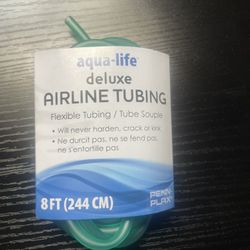 aqua-life
deluxe
AIRLINE TUBING
Flexible Tubing / Tube Souple
• Will never harden, crack or kink
• Ne durcit pas, ne se fend pas,
ne s'entortille pas
8 FT (244 CM)
PENN-
PLAX